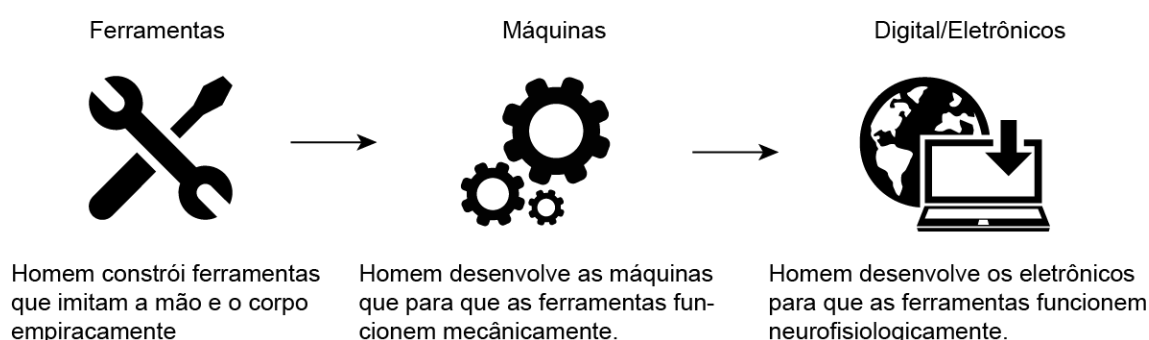 Ferramentas
Máquinas
Digital/Eletrônicos
Homem constrói ferramentas
que imitam a mão e o corpo
empiracamente
Homem desenvolve as máquinas
que para que as ferramentas fun-
cionem mecânicamente.
Homem desenvolve os eletrônicos
para que as ferramentas funcionem
neurofisiologicamente.